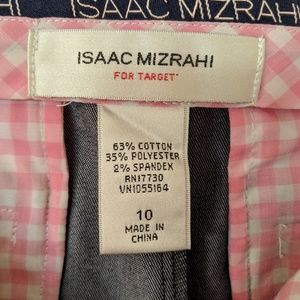 ISAAC MIZRAHI
ISAAC MIZRAHI
FOR TARGET
63% COTTON
35% POLYESTER
2% SPANDEX
RN17730
VN1055164
10
MADE IN
CHINA